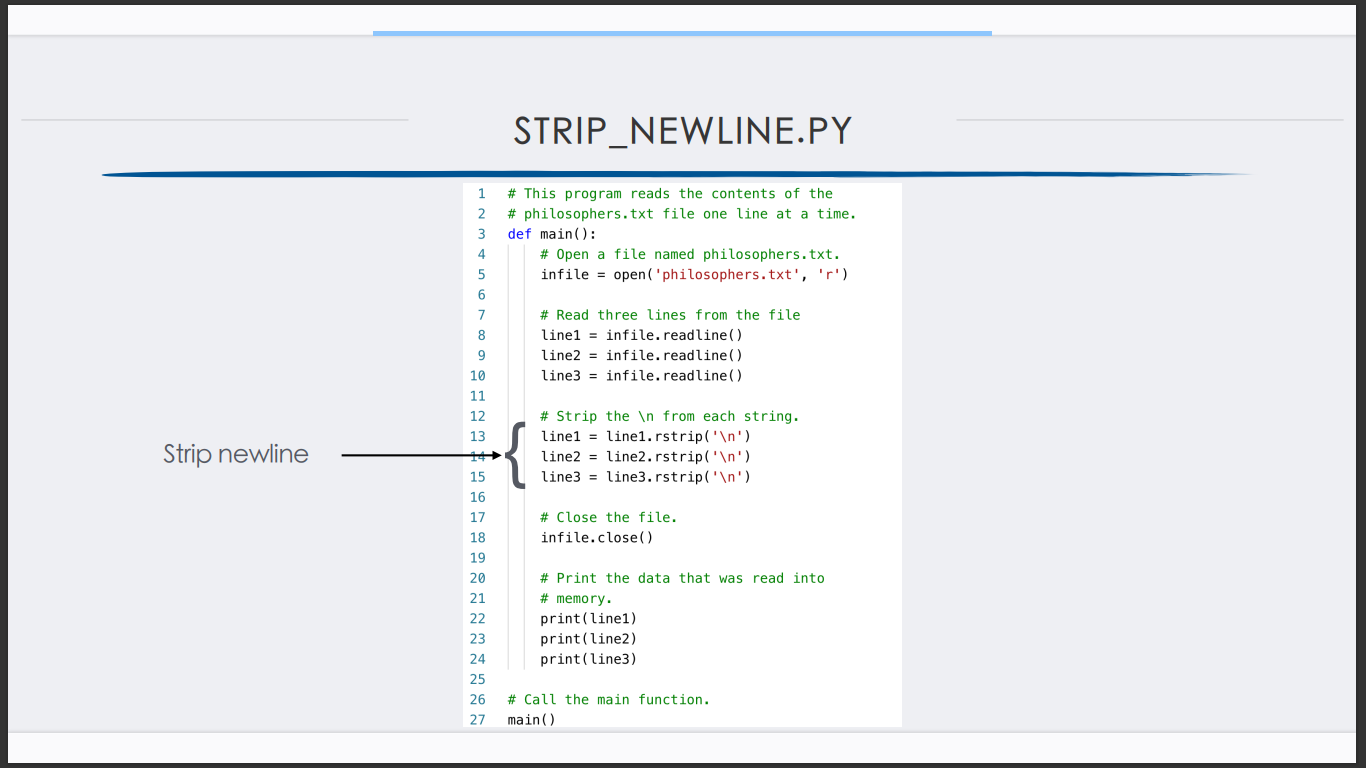 STRIP_NEWLINE.PY
1 # This program reads the contents of the
2 # philosophers.txt file one line at a time.
3 def main():
4     # Open a file named philosophers.txt.
5     infile = open('philosophers.txt', 'r')
6
7     # Read three lines from the file
8     line1 = infile.readline()
9     line2 = infile.readline()
10     line3 = infile.readline()
11
12     # Strip the \n from each string.
13     line1 = line1.rstrip('\n')
Strip newline
14     line2 = line2.rstrip('\n')
15     line3 = line3.rstrip('\n')
16
17     # Close the file.
18     infile.close()
19
20     # Print the data that was read into
21     # memory.
22     print(line1)
23     print(line2)
24     print(line3)
25
26 # Call the main function.
27 main()